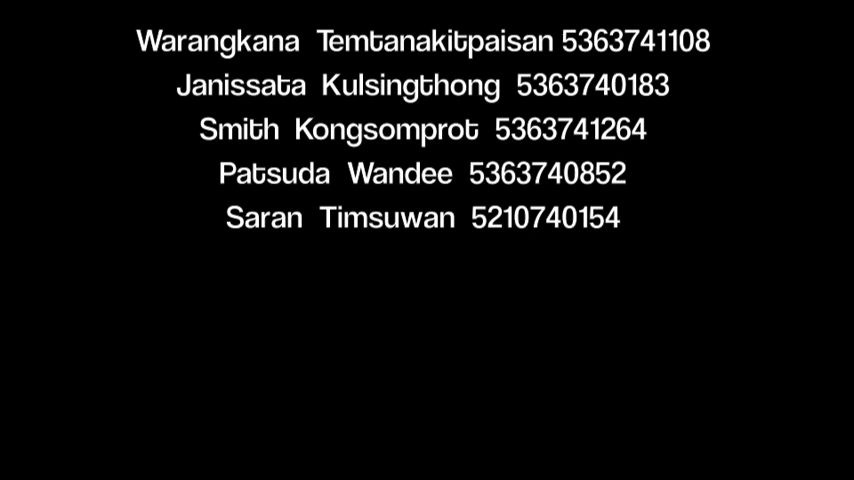 Warangkana Temtanakitpaisan 5363741108
Janissata Kulsingthong 5363740183
Smith Kongsomprot 5363741264
Patsuda Wandee 5363740852
Saran Timsuwan 5210740154